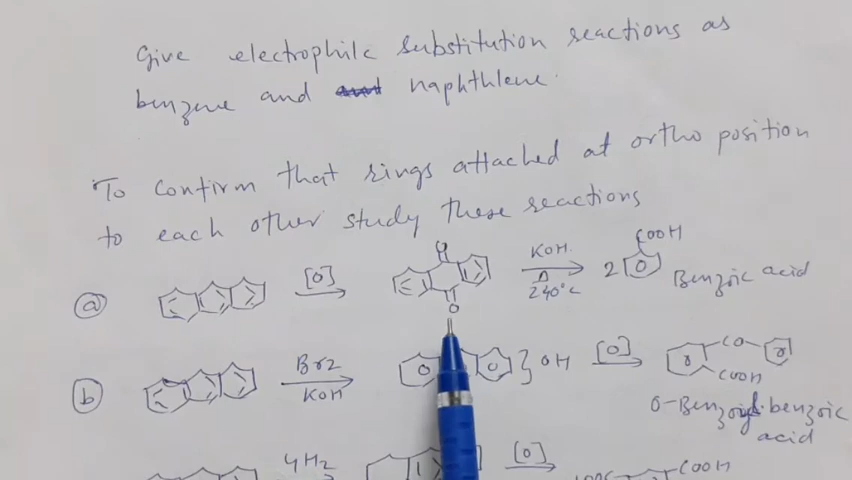 Give electrophilic substitution reactions as
benzene and naphthlene.
To confirm that rings attached at ortho position
to each other study these reactions
(a) [O] O O KOH Δ 240°C 2 COOH Benzoic acid
(b) Br2 KOH } OH [O] CO COOH
O-Benzoyl benzoic
acid
4H2 [O] COOH